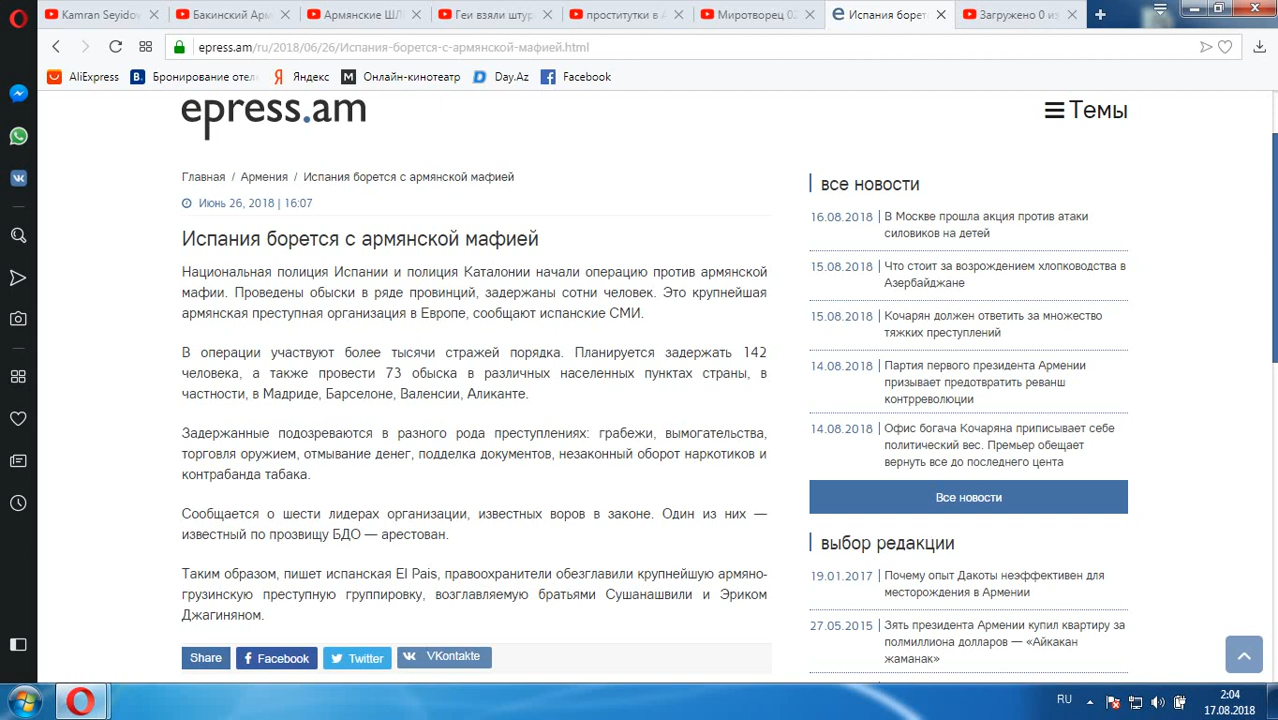 Kamran Seyidov
Бакинский Арм
Армянские ШЛ
Геи взяли штур
проститутки в А
Миротворец 02
Испания борет
Загружено 0 из
epress.am/ru/2018/06/26/Испания-борется-с-армянской-мафией.html
AliExpress
Бронирование отел
Яндекс
Онлайн-кинотеатр
Day.Az
Facebook
epress.am
Темы
Главная / Армения / Испания борется с армянской мафией
Июнь 26, 2018 | 16:07
Испания борется с армянской мафией
Национальная полиция Испании и полиция Каталонии начали операцию против армянской
мафии. Проведены обыски в ряде провинций, задержаны сотни человек. Это крупнейшая
армянская преступная организация в Европе, сообщают испанские СМИ.
В операции участвуют более тысячи стражей порядка. Планируется задержать 142
человека, а также провести 73 обыска в различных населенных пунктах страны, в
частности, в Мадриде, Барселоне, Валенсии, Аликанте.
Задержанные подозреваются в разного рода преступлениях: грабежи, вымогательства,
торговля оружием, отмывание денег, подделка документов, незаконный оборот наркотиков и
контрабанда табака.
Сообщается о шести лидерах организации, известных воров в законе. Один из них —
известный по прозвищу БДО — арестован.
Таким образом, пишет испанская El Pais, правоохранители обезглавили крупнейшую армяно-
грузинскую преступную группировку, возглавляемую братьями Сушанашвили и Эриком
Джагиняном.
Share
Facebook
Twitter
VKontakte
все новости
16.08.2018 В Москве прошла акция против атаки
силовиков на детей
15.08.2018 Что стоит за возрождением хлопководства в
Азербайджане
15.08.2018 Кочарян должен ответить за множество
тяжких преступлений
14.08.2018 Партия первого президента Армении
призывает предотвратить реванш
контрреволюции
14.08.2018 Офис богача Кочаряна приписывает себе
политический вес. Премьер обещает
вернуть все до последнего цента
Все новости
выбор редакции
19.01.2017 Почему опыт Дакоты неэффективен для
месторождения в Армении
27.05.2015 Зять президента Армении купил квартиру за
полмиллиона долларов — «Айкакан
жаманак»
RU
2:04
17.08.2018